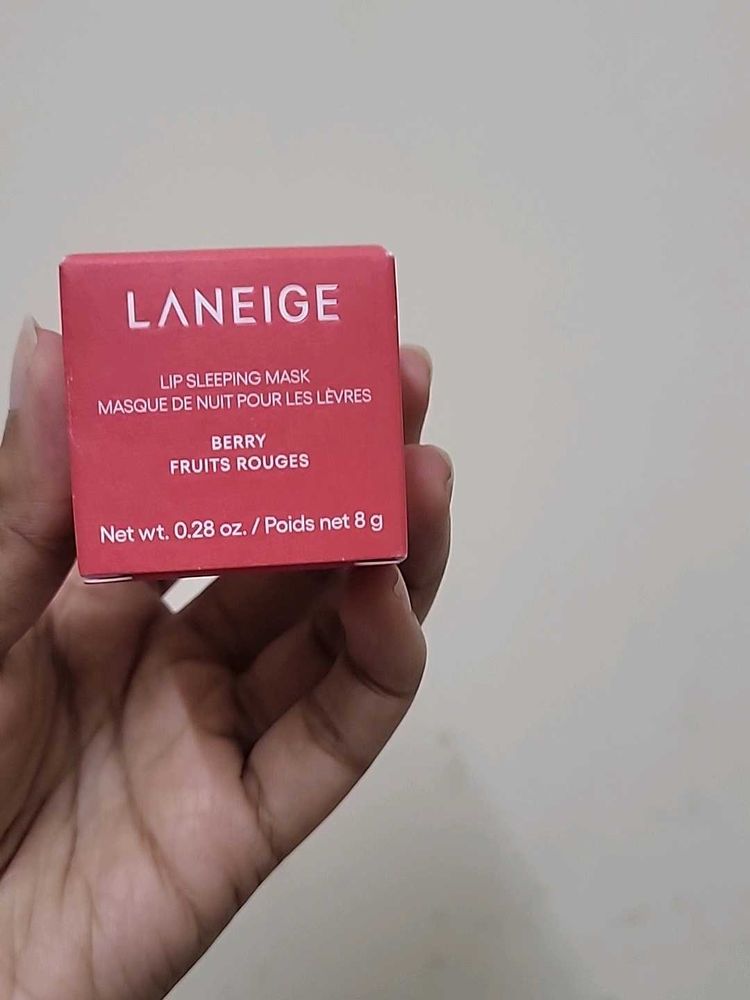 LANEIGE
LIP SLEEPING MASK
MASQUE DE NUIT POUR LES LÈVRES
BERRY
FRUITS ROUGES
Net wt. 0.28 oz. / Poids net 8 g